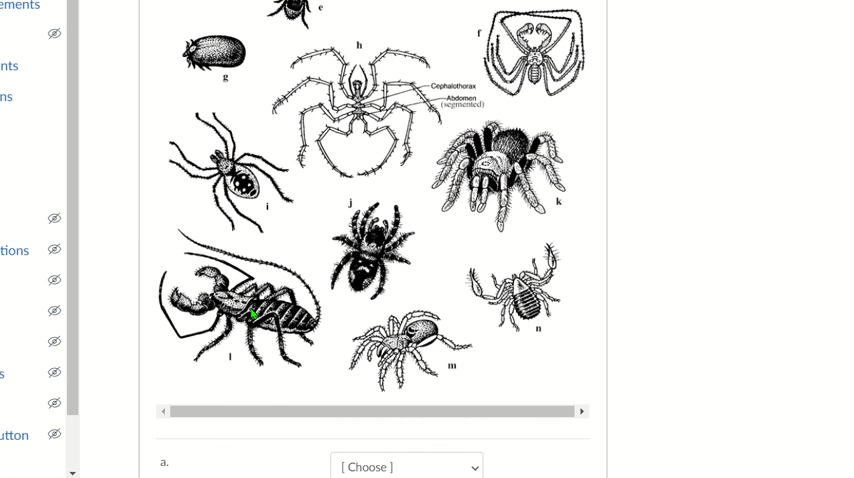 ements
e
f
h
nts
g
Cephalothorax
ns
Abdomen
(segmented)
i
j
k
tions
n
l
m
s
utton
a.
[ Choose ]